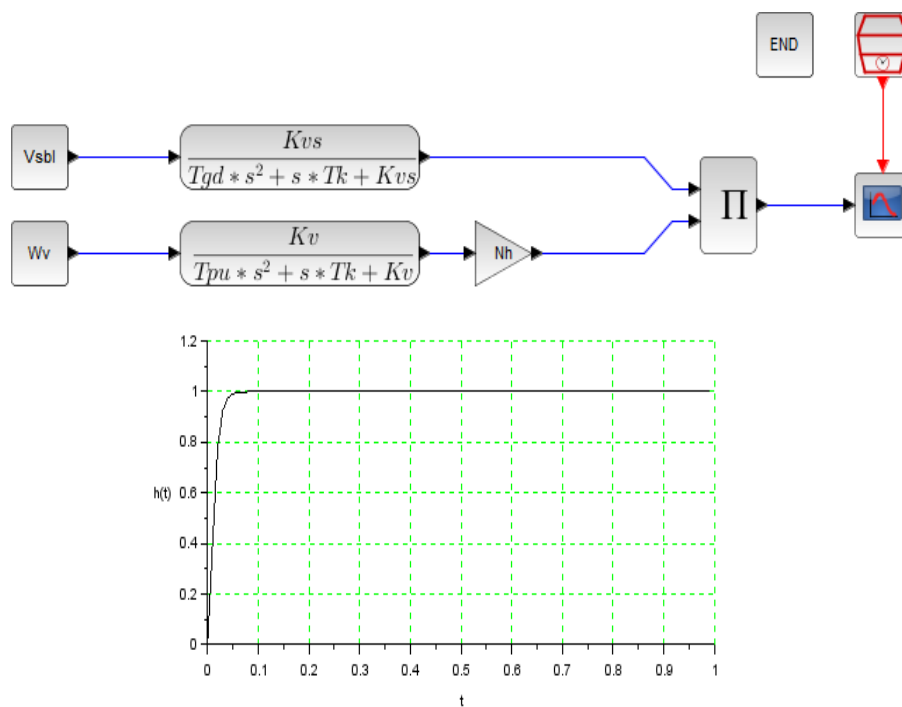 END
Vsbl
Kvs
Tgd * s² + s * Tk + Kvs
∏
Wv
Kv
Tpu * s² + s * Tk + Kv
Nh
1.2
1
0.8
h(t) 0.6
0.4
0.2
0
0 0.1 0.2 0.3 0.4 0.5 0.6 0.7 0.8 0.9 1
t